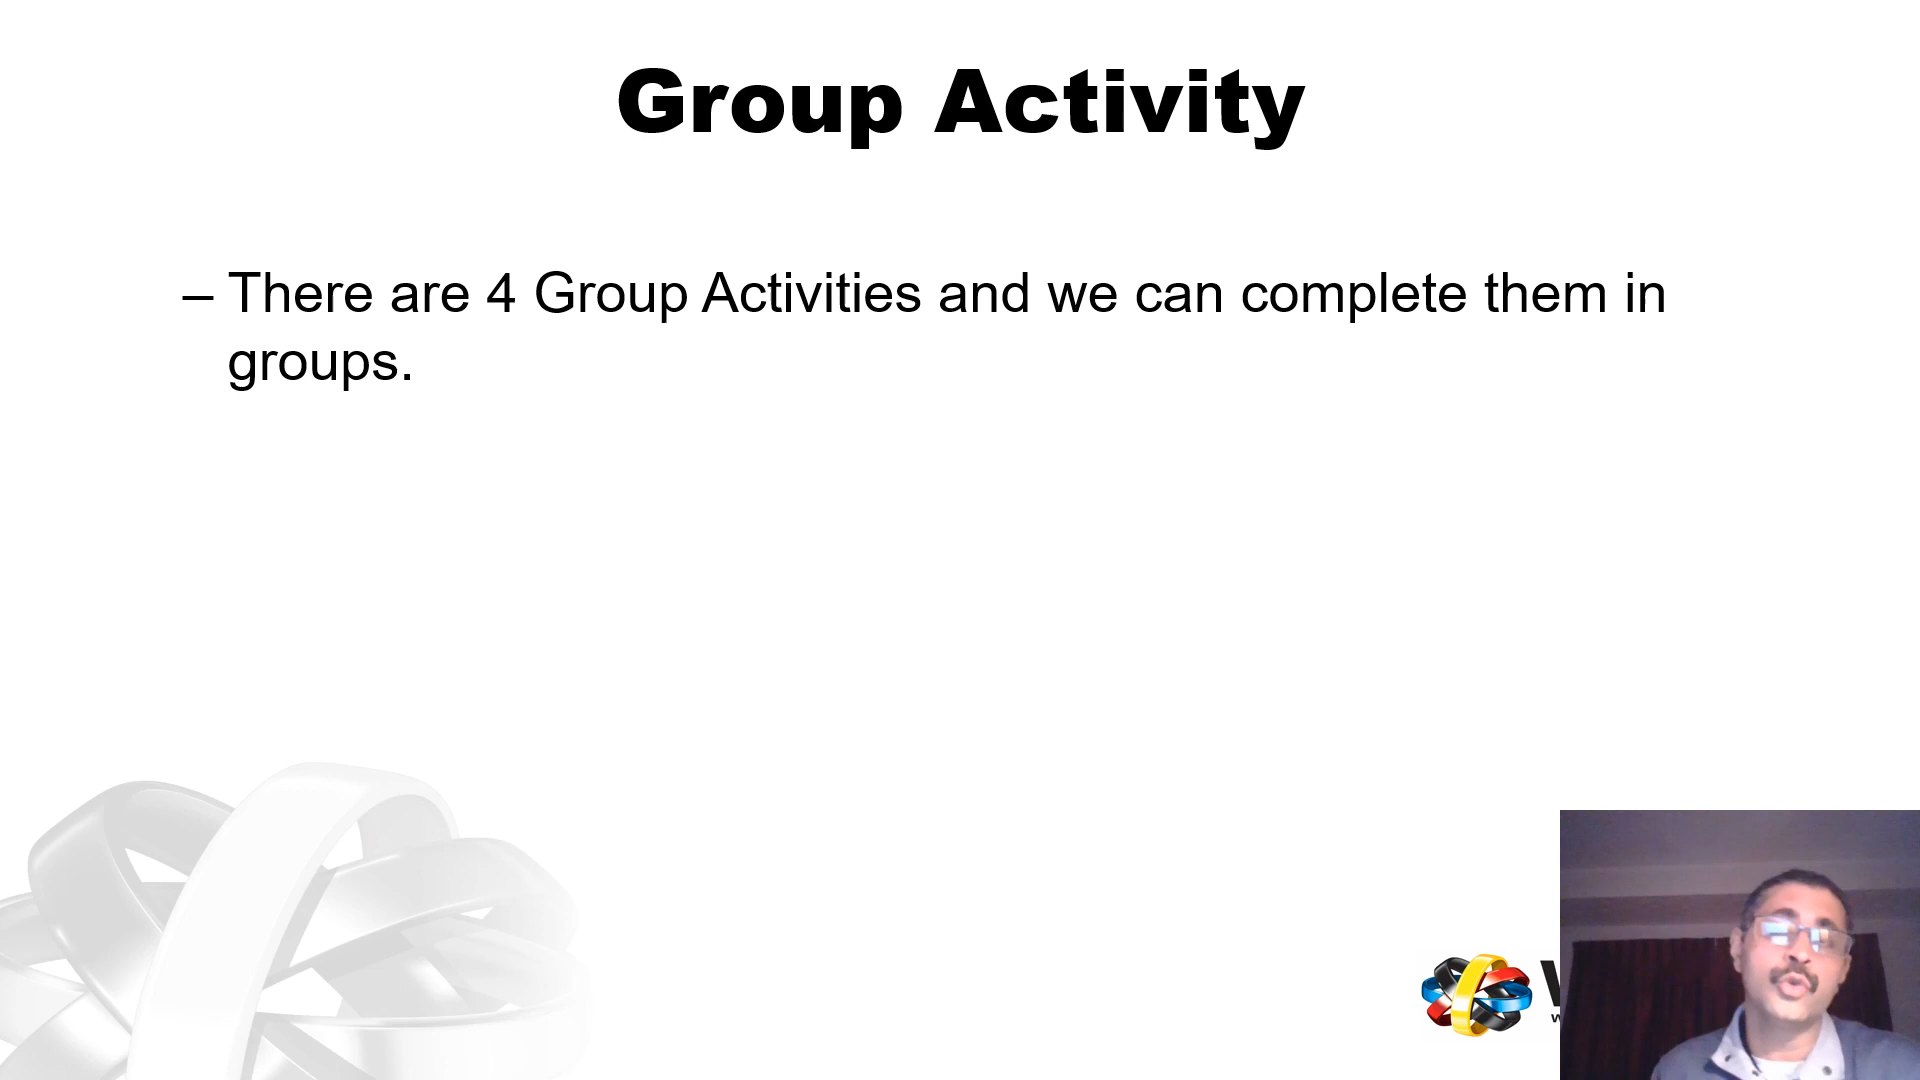 Group Activity
– There are 4 Group Activities and we can complete them in
groups.